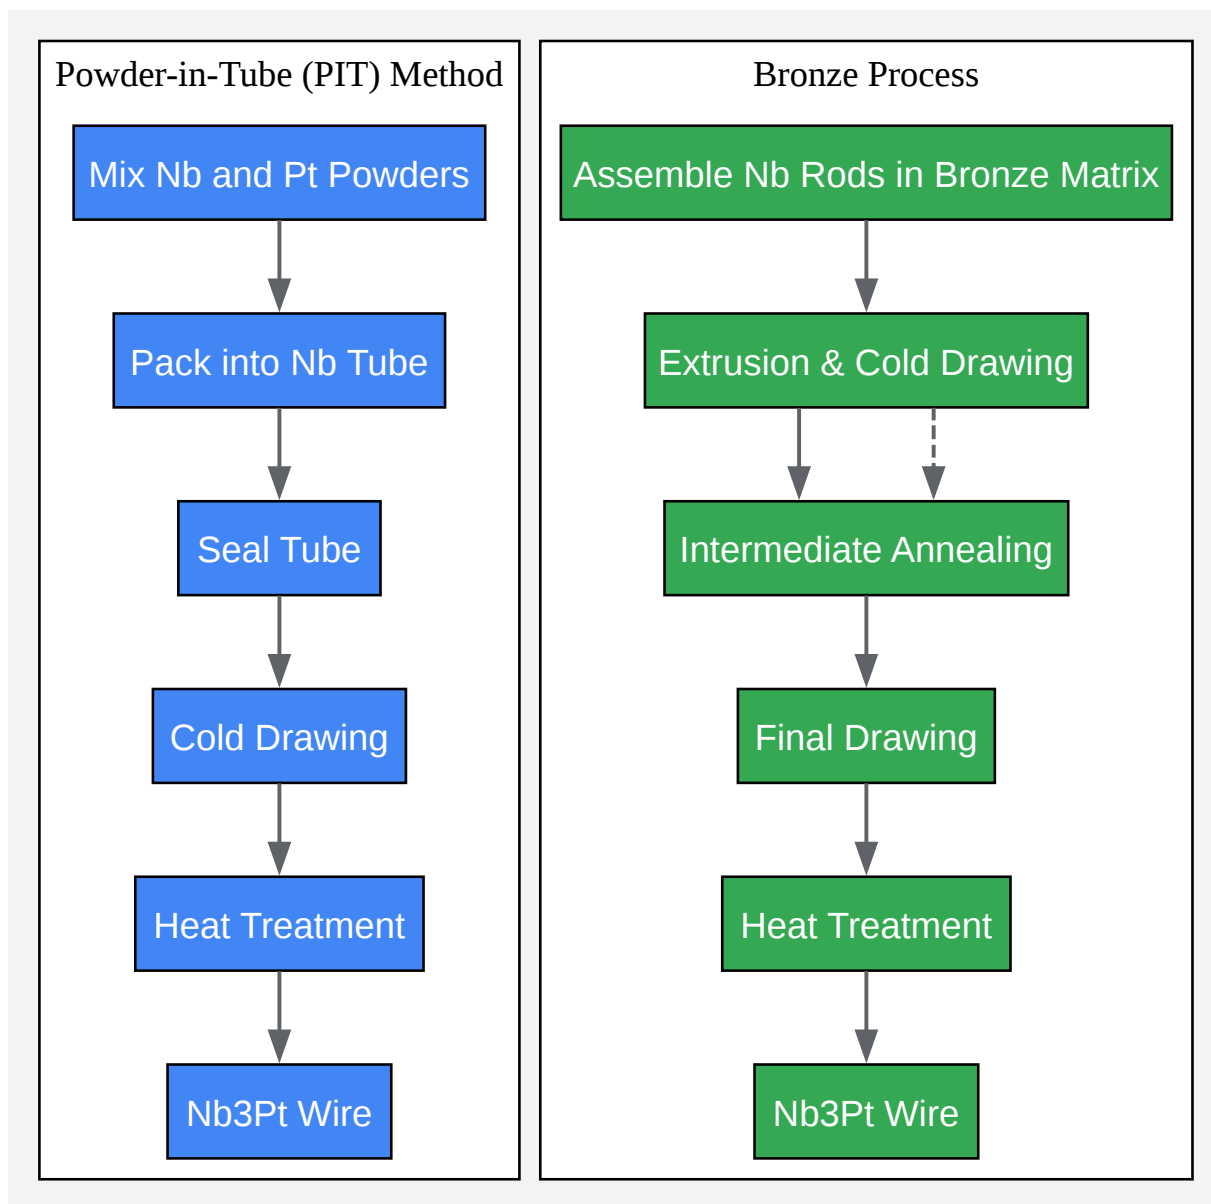 Powder-in-Tube (PIT) Method
Mix Nb and Pt Powders
Pack into Nb Tube
Seal Tube
Cold Drawing
Heat Treatment
Nb3Pt Wire
Bronze Process
Assemble Nb Rods in Bronze Matrix
Extrusion & Cold Drawing
Intermediate Annealing
Final Drawing
Heat Treatment
Nb3Pt Wire